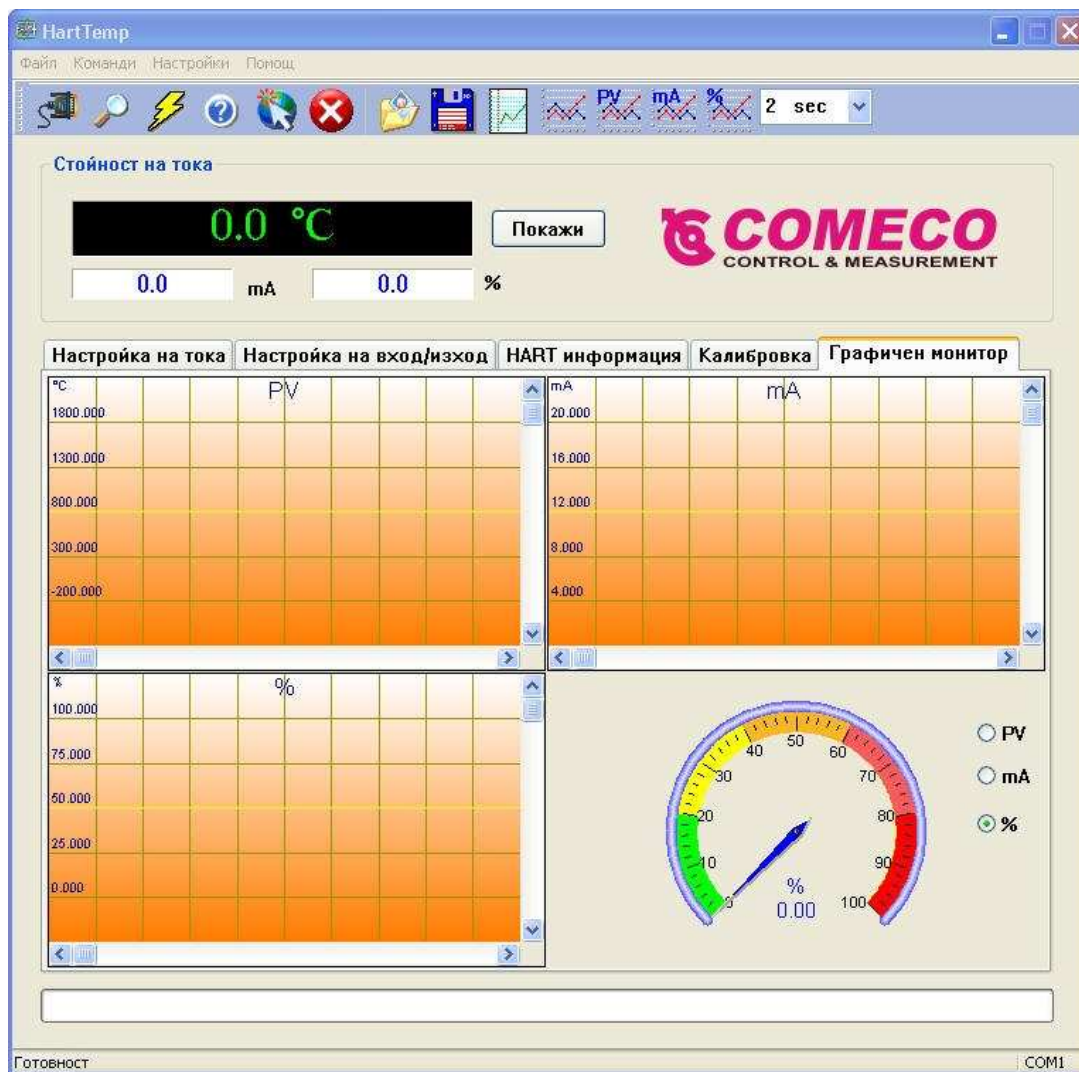 HartTemp
Файл Команди Настройки Помощ
PV mA % 2 sec
Стойност на тока
0.0 °C
Покажи
COMECO
CONTROL & MEASUREMENT
0.0 mA 0.0 %
Настройка на тока Настройка на вход/изход HART информация Калибровка Графичен монитор
°C PV
1800.000
1300.000
800.000
300.000
-200.000
mA mA
20.000
16.000
12.000
8.000
4.000
% %
100.000
75.000
50.000
25.000
0.000
0 10 20 30 40 50 60 70 80 90 100
%
0.00
PV
mA
%
Готовност COM1